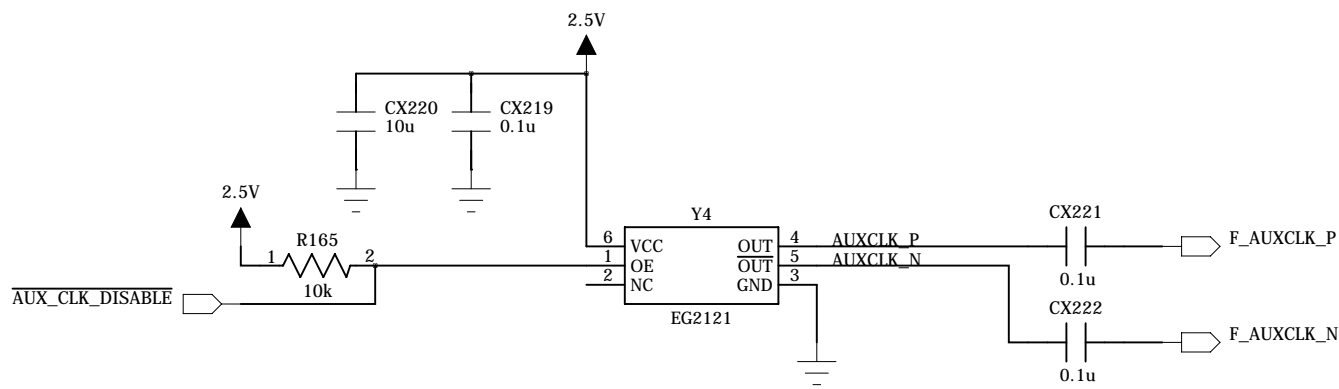 2.5V
CX220
10u
CX219
0.1u
2.5V
R165
1
2
10k
AUX_CLK_DISABLE
Y4
6
1
2
VCC
OE
NC
OUT
OUT
GND
4
5
3
EG2121
AUXCLK_P
AUXCLK_N
CX221
0.1u
F_AUXCLK_P
CX222
0.1u
F_AUXCLK_N